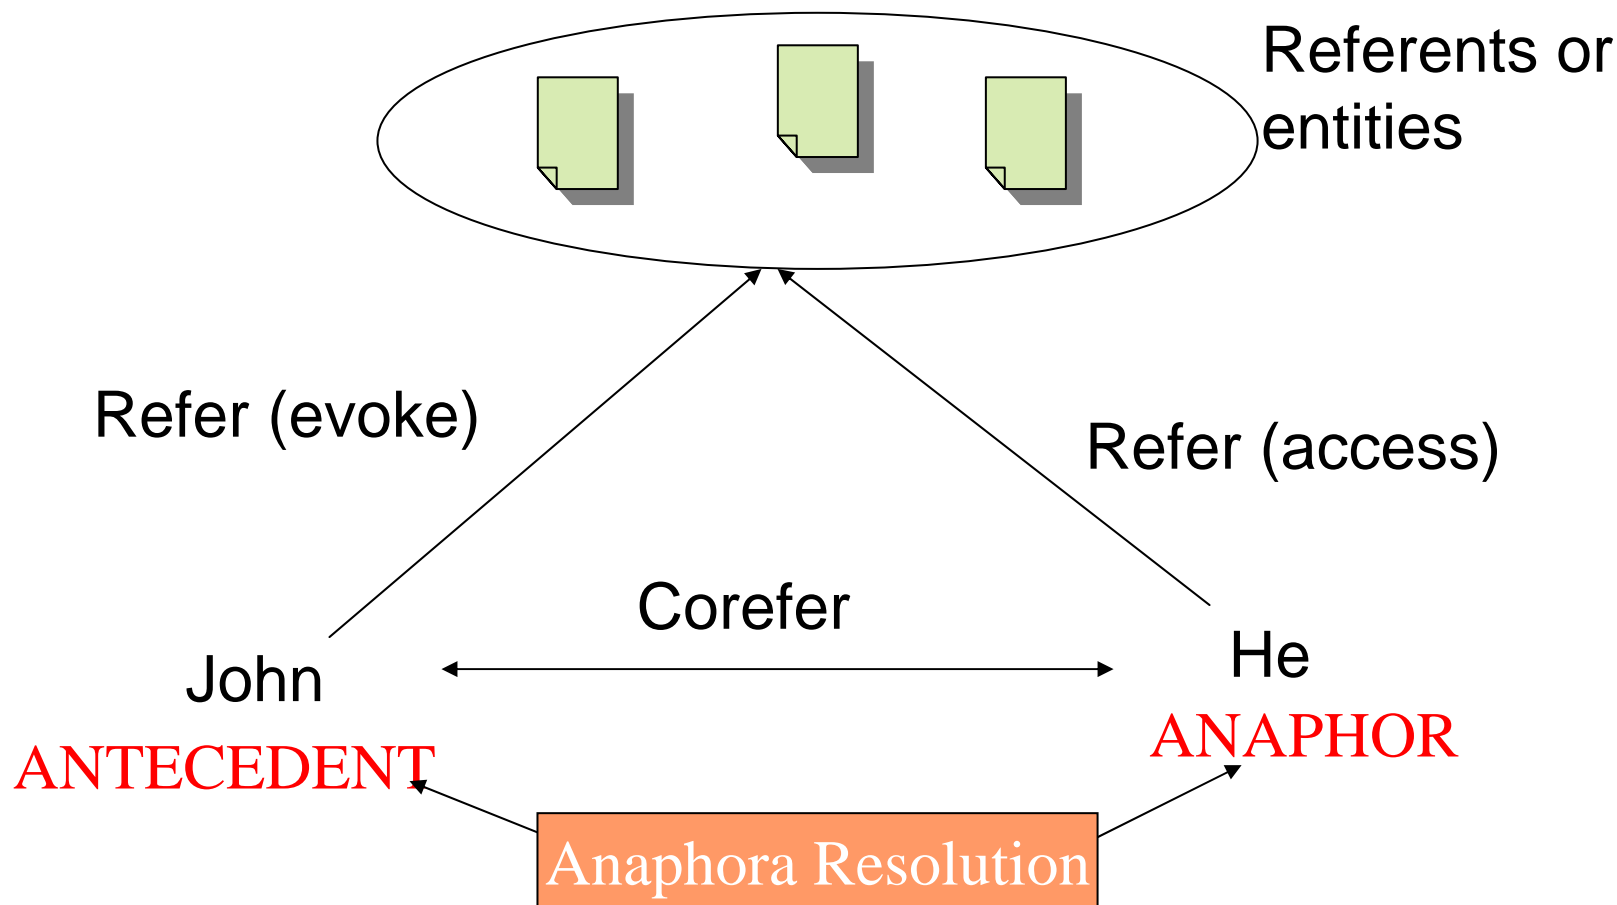 Referents or
entities
Refer (evoke)
Refer (access)
Corefer
John
He
ANTECEDENT
ANAPHOR
Anaphora Resolution